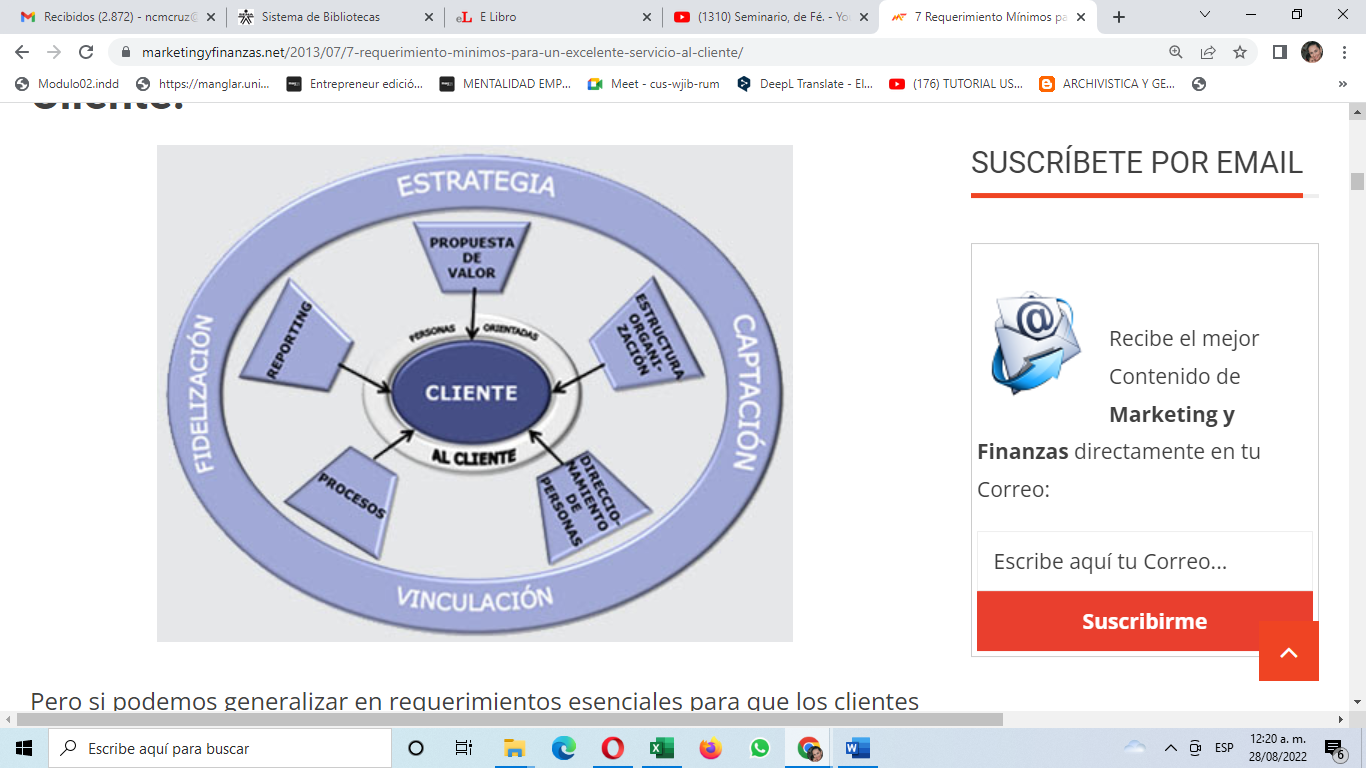 Recibidos (2.872) - ncmcruz@
Sistema de Bibliotecas
E Libro
(1310) Seminario, de Fé. - Yo
7 Requerimiento Mínimos pa
marketingyfinanzas.net/2013/07/7-requerimiento-minimos-para-un-excelente-servicio-al-cliente/
Modulo02.indd
https://manglar.uni...
Entrepreneur edició...
MENTALIDAD EMP...
Meet - cus-wjib-rum
DeepL Translate - El...
(176) TUTORIAL US...
ARCHIVISTICA Y GE...
»
ESTRATEGIA
PROPUESTA
DE
VALOR
REPORTING
ESTRUCTURA
ORGANI-
ZACIÓN
PERSONAS ORIENTADAS
FIDELIZACIÓN
CAPTACIÓN
CLIENTE
AL CLIENTE
PROCESOS
DIRECCIO-
NAMIENTO
DE
PERSONAS
VINCULACIÓN
SUSCRÍBETE POR EMAIL
@
Recibe el mejor
Contenido de
Marketing y
Finanzas directamente en tu
Correo:
Escribe aquí tu Correo...
Suscribirme
Pero si podemos generalizar en requerimientos esenciales para que los clientes
Escribe aquí para buscar
ESP
12:20 a. m.
28/08/2022
6